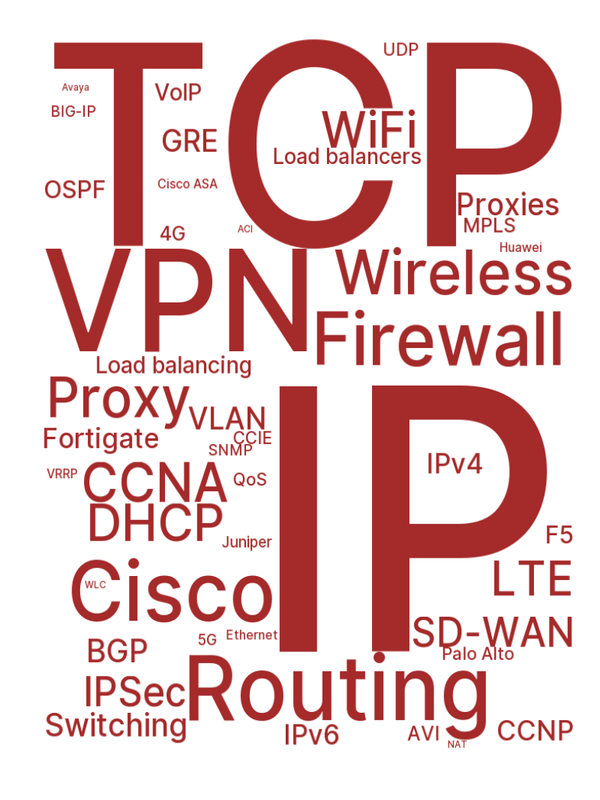 TCP
UDP
Avaya
VoIP
BIG-IP
WiFi
GRE
Load balancers
OSPF
Cisco ASA
Proxies
MPLS
4G
ACI
Huawei
VPN
Wireless
Firewall
Load balancing
Proxy
VLAN
Fortigate
CCIE
SNMP
IP
IPv4
VRRP
CCNA
QoS
DHCP
Juniper
F5
LTE
Cisco
WLC
SD-WAN
5G
Ethernet
BGP
Palo Alto
IPSec
Routing
Switching
IPv6
AVI
NAT
CCNP